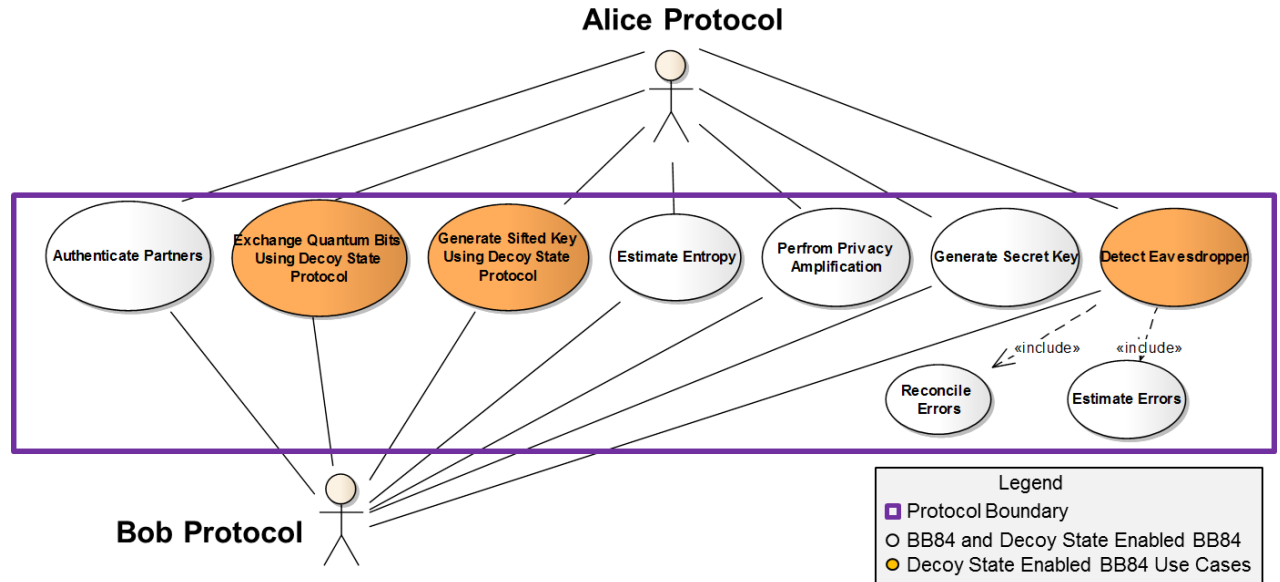 Alice Protocol
Authenticate Partners
Exchange Quantum Bits
Using Decoy State
Protocol
Generate Sifted Key
Using Decoy State
Protocol
Estimate Entropy
Perfrom Privacy
Amplification
Generate Secret Key
Detect Eavesdropper
«include»
«include»
Reconcile
Errors
Estimate Errors
Bob Protocol
Legend
Protocol Boundary
BB84 and Decoy State Enabled BB84
Decoy State Enabled BB84 Use Cases